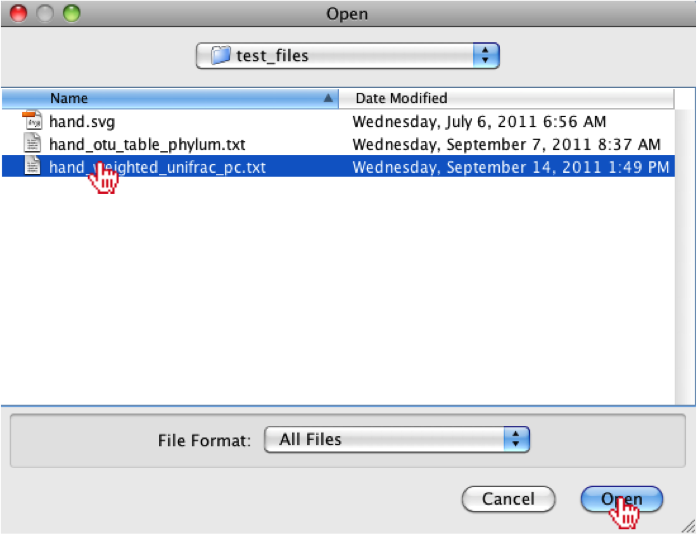 Open
test_files
Name Date Modified
hand.svg Wednesday, July 6, 2011 6:56 AM
hand_otu_table_phylum.txt Wednesday, September 7, 2011 8:37 AM
hand_weighted_unifrac_pc.txt Wednesday, September 14, 2011 1:49 PM
File Format: All Files
Cancel Open